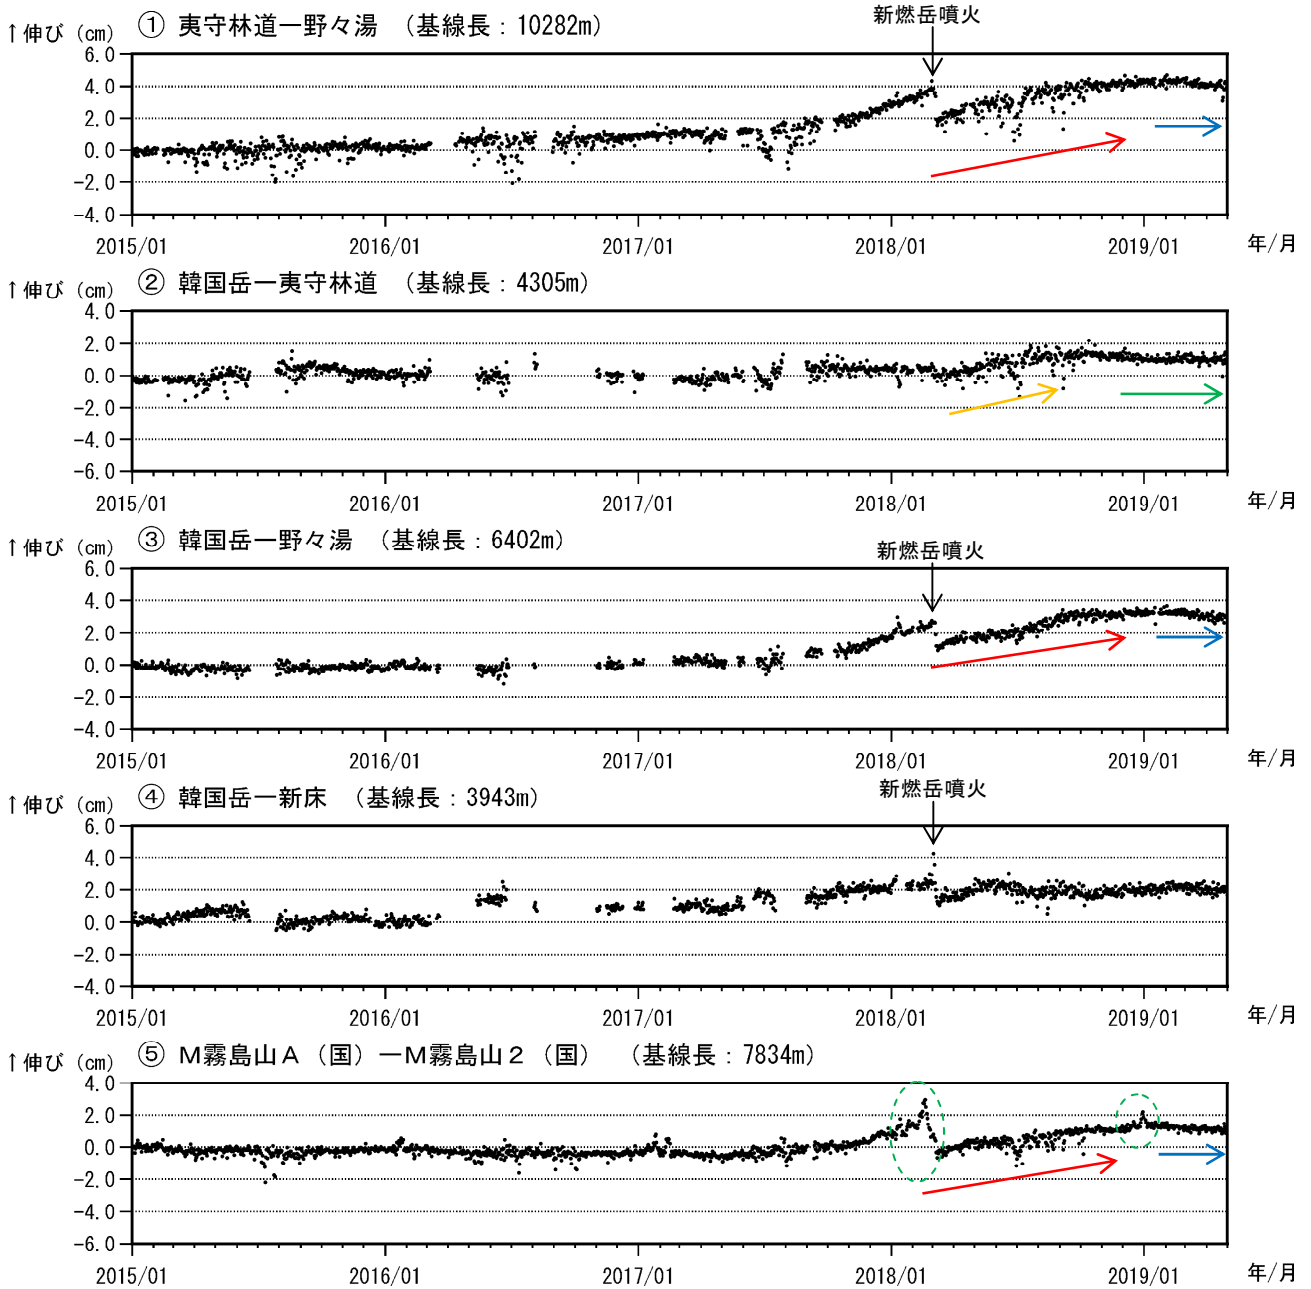 新燃岳噴火
↑伸び（cm） ① 夷守林道ー野々湯 （基線長：10282m）
6.0
4.0
2.0
0.0
-2.0
-4.0
2015/01 2016/01 2017/01 2018/01 2019/01 年/月
↑伸び（cm） ② 韓国岳ー夷守林道 （基線長：4305m）
4.0
2.0
0.0
-2.0
-4.0
-6.0
2015/01 2016/01 2017/01 2018/01 2019/01 年/月
↑伸び（cm） ③ 韓国岳ー野々湯 （基線長：6402m）
新燃岳噴火
6.0
4.0
2.0
0.0
-2.0
-4.0
2015/01 2016/01 2017/01 2018/01 2019/01 年/月
↑伸び（cm） ④ 韓国岳ー新床 （基線長：3943m）
新燃岳噴火
6.0
4.0
2.0
0.0
-2.0
-4.0
2015/01 2016/01 2017/01 2018/01 2019/01 年/月
↑伸び（cm） ⑤ M霧島山A（国）ーM霧島山2（国） （基線長：7834m）
4.0
2.0
0.0
-2.0
-4.0
-6.0
2015/01 2016/01 2017/01 2018/01 2019/01 年/月